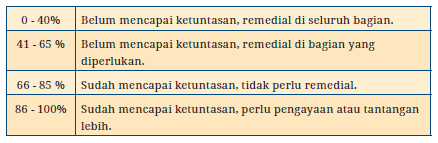 0 - 40% Belum mencapai ketuntasan, remedial di seluruh bagian.
41 - 65 % Belum mencapai ketuntasan, remedial di bagian yang
diperlukan.
66 - 85 % Sudah mencapai ketuntasan, tidak perlu remedial.
86 - 100% Sudah mencapai ketuntasan, perlu pengayaan atau tantangan
lebih.